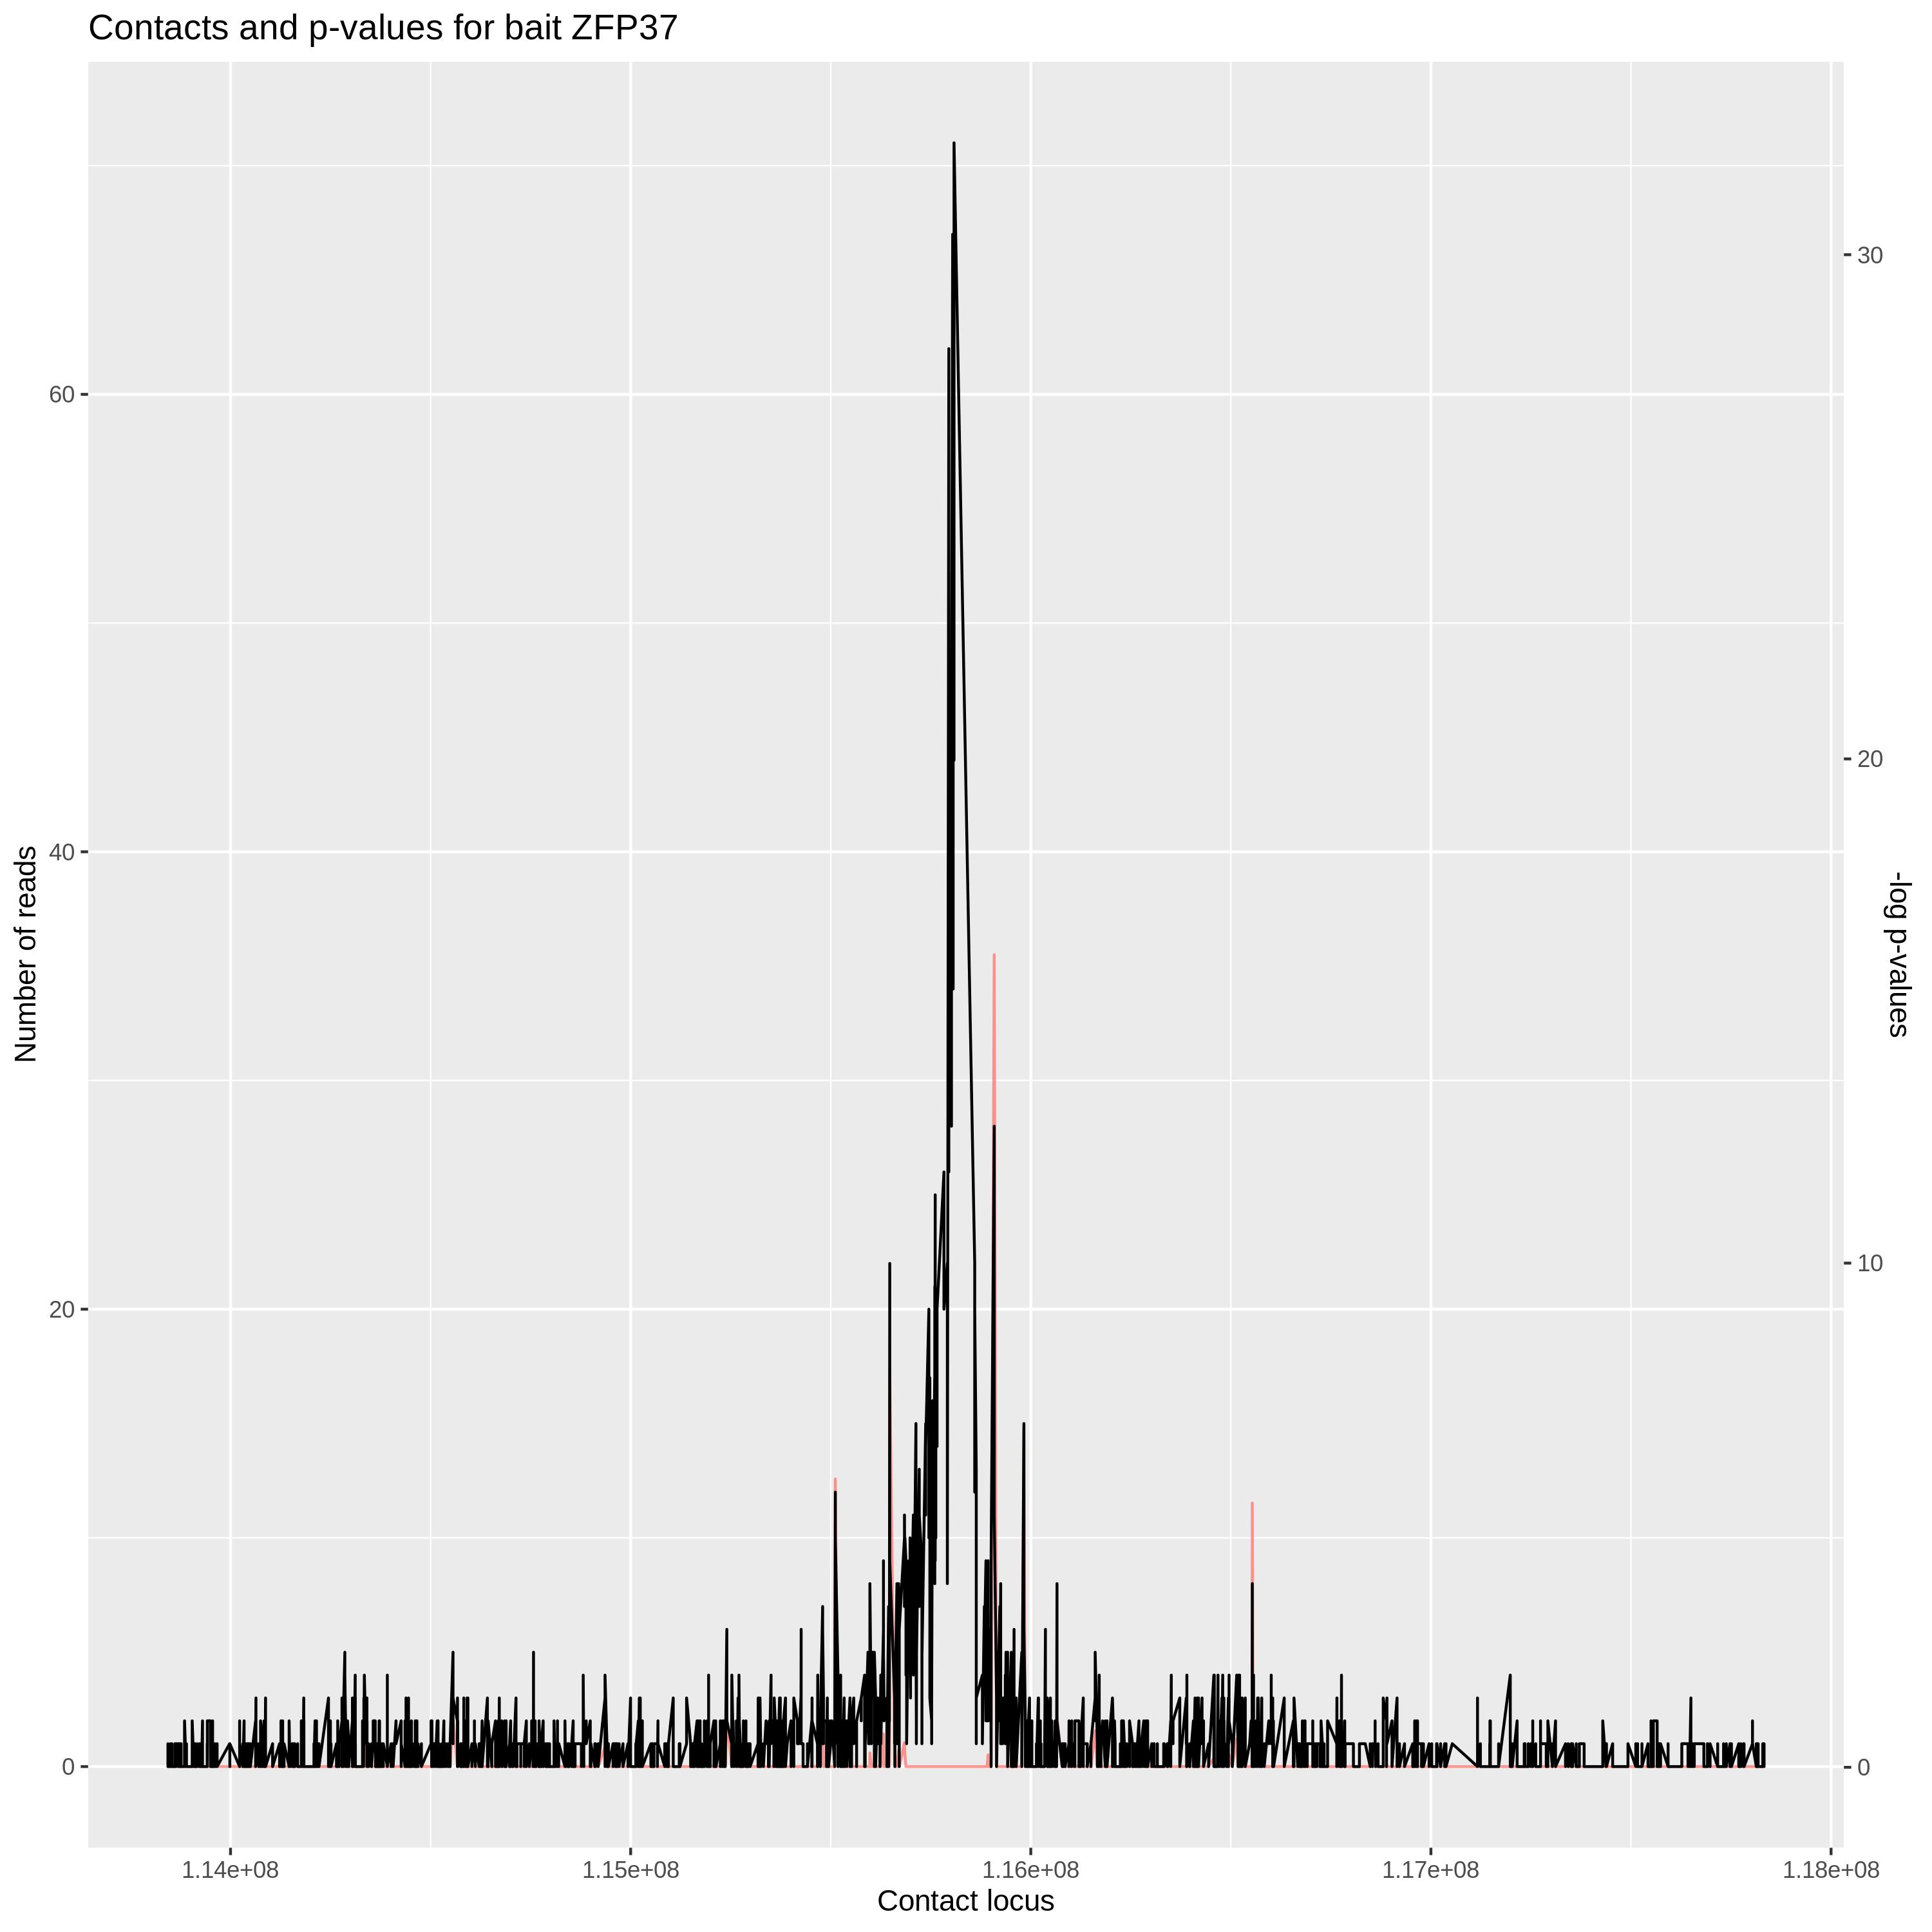 Contacts and p-values for bait ZFP37
60
40
20
0
Number of reads
30
20
10
0
-log p-values
1.14e+08
1.15e+08
1.16e+08
1.17e+08
1.18e+08
Contact locus